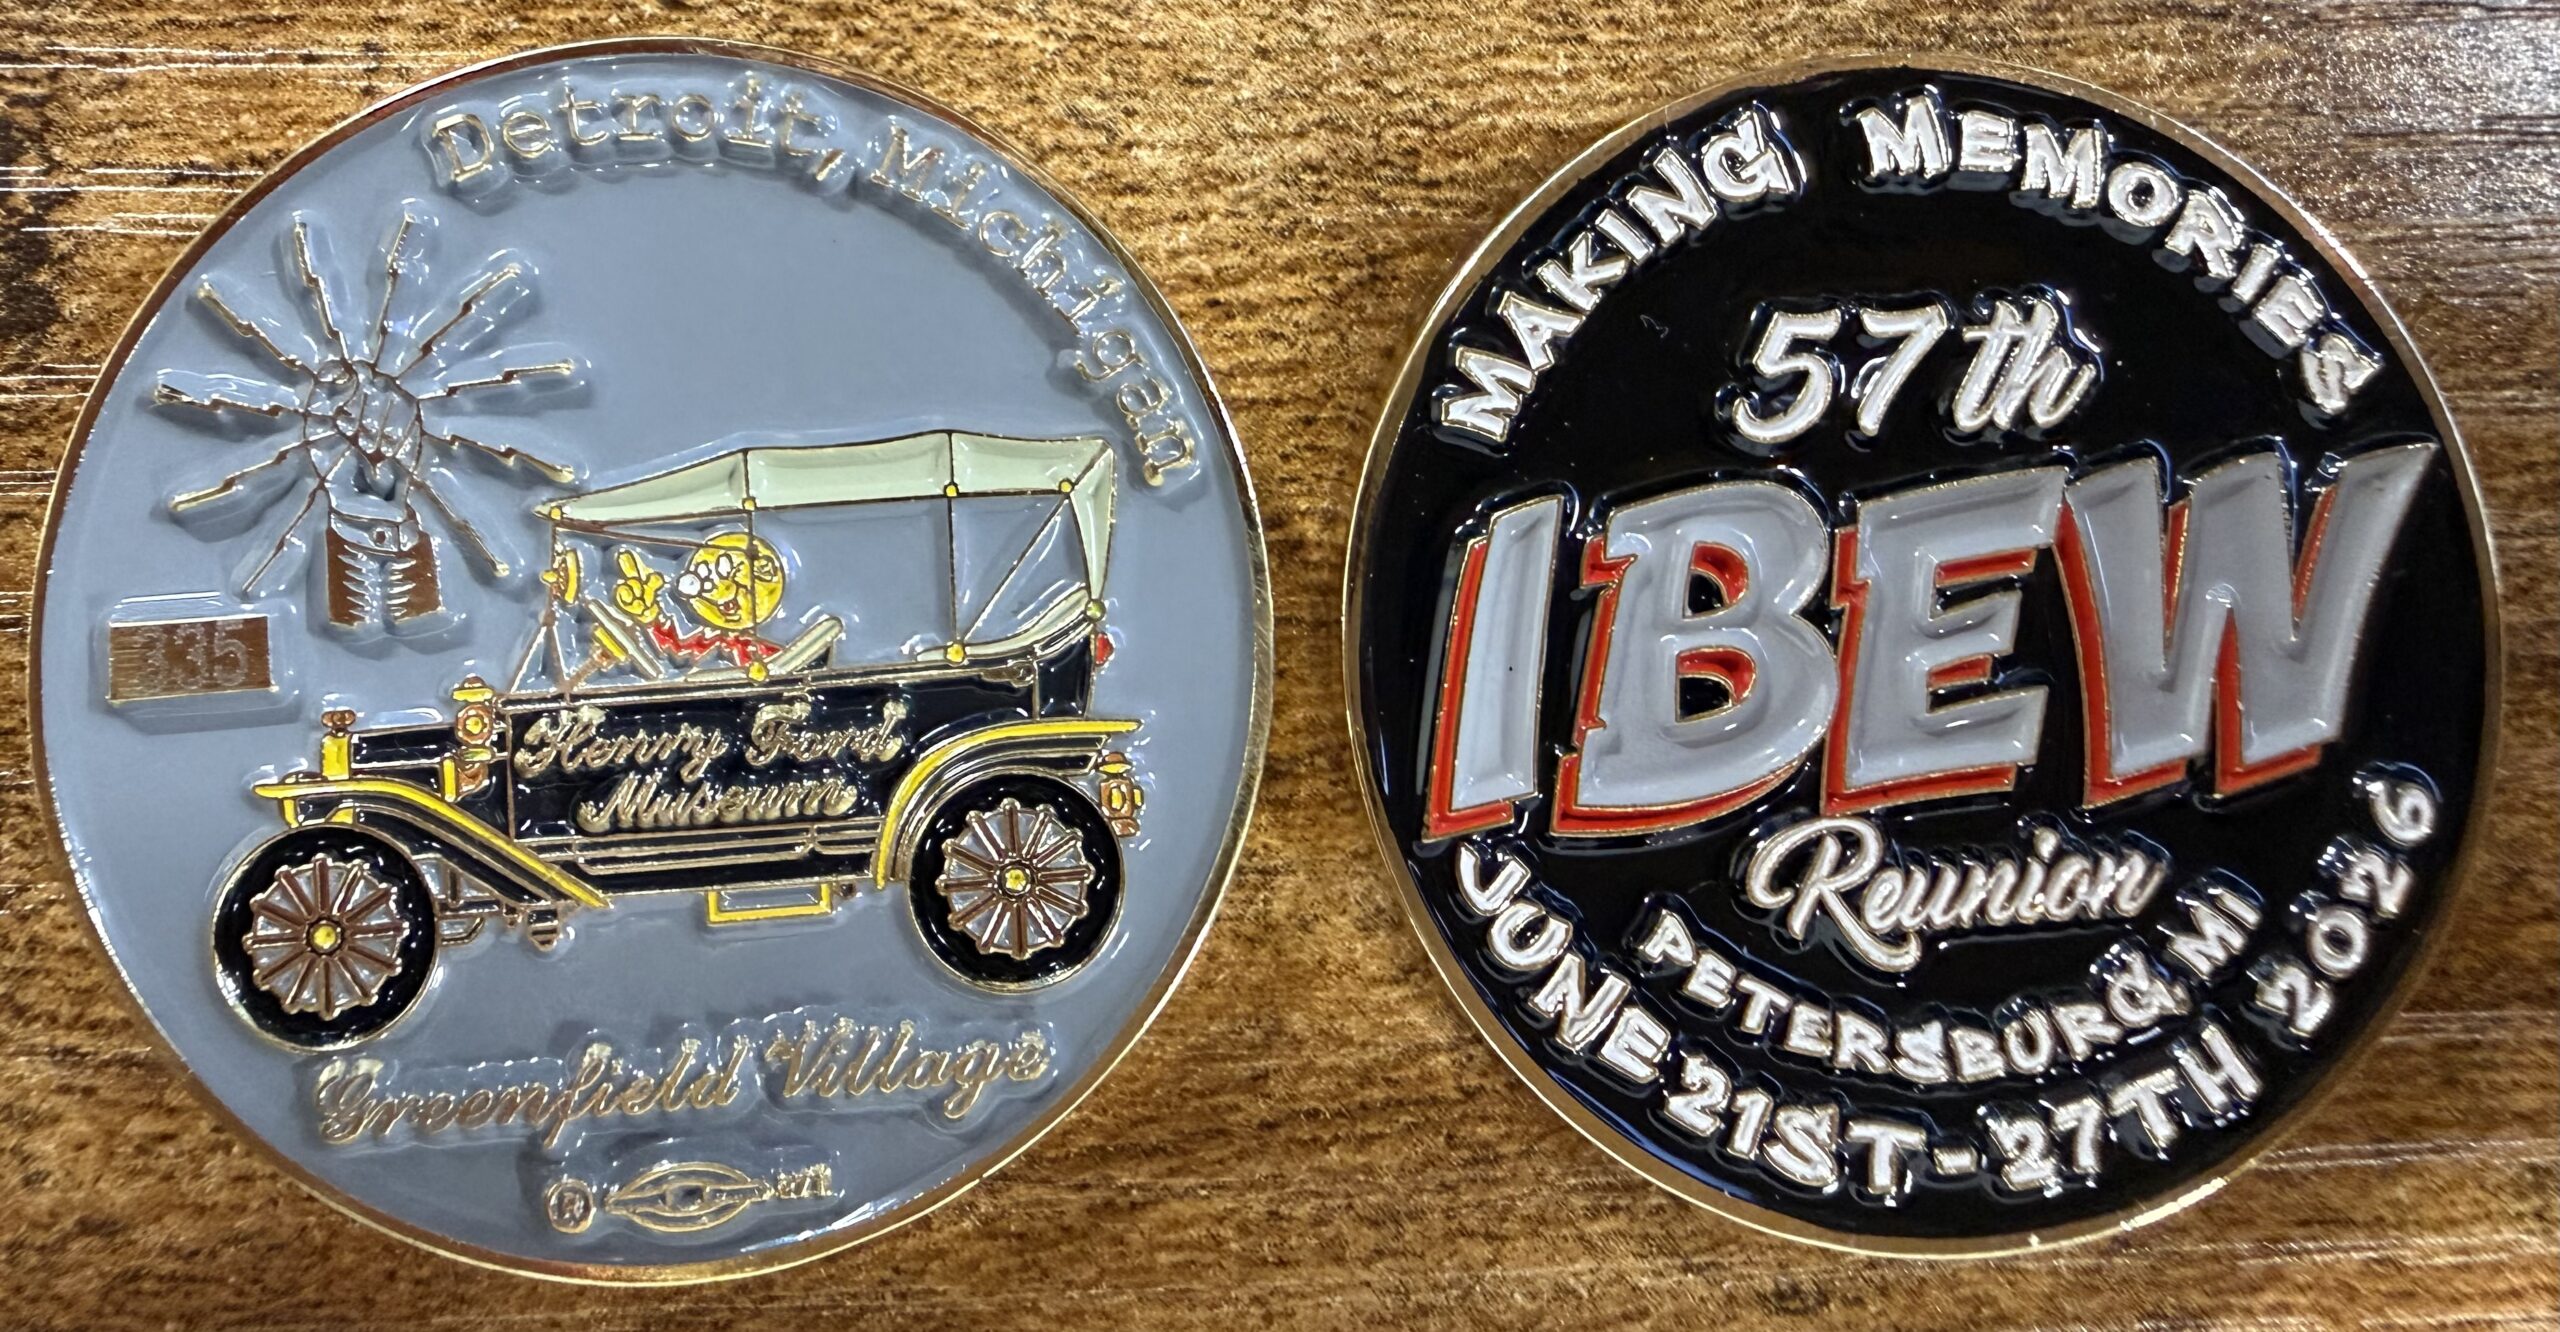 Detroit, Michigan
335
Henry Ford
Museum
Greenfield Village
®
MAKING MEMORIES
57th
IBEW
Reunion
PETERSBURG, MI
JUNE 21ST-27TH 2026